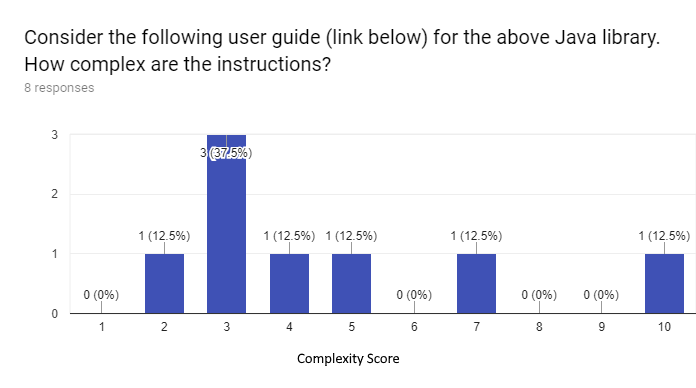 Consider the following user guide (link below) for the above Java library.
How complex are the instructions?
8 responses
3
3 (37.5%)
2
1 (12.5%) 1 (12.5%) 1 (12.5%) 1 (12.5%) 1 (12.5%)
1
0 (0%) 0 (0%) 0 (0%) 0 (0%)
0
1 2 3 4 5 6 7 8 9 10
Complexity Score